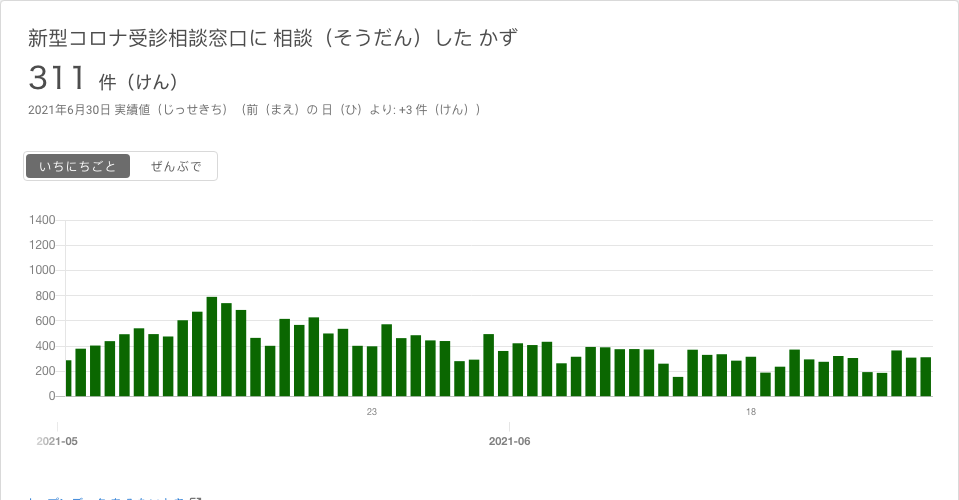 新型コロナ受診相談窓口に 相談（そうだん）した かず
311 件（けん）
2021年6月30日 実績値（じっせきち）（前（まえ）の 日（ひ）より: +3 件（けん））
いちにちごと ぜんぶで
1400
1200
1000
800
600
400
200
0
23 18
2021-05 2021-06